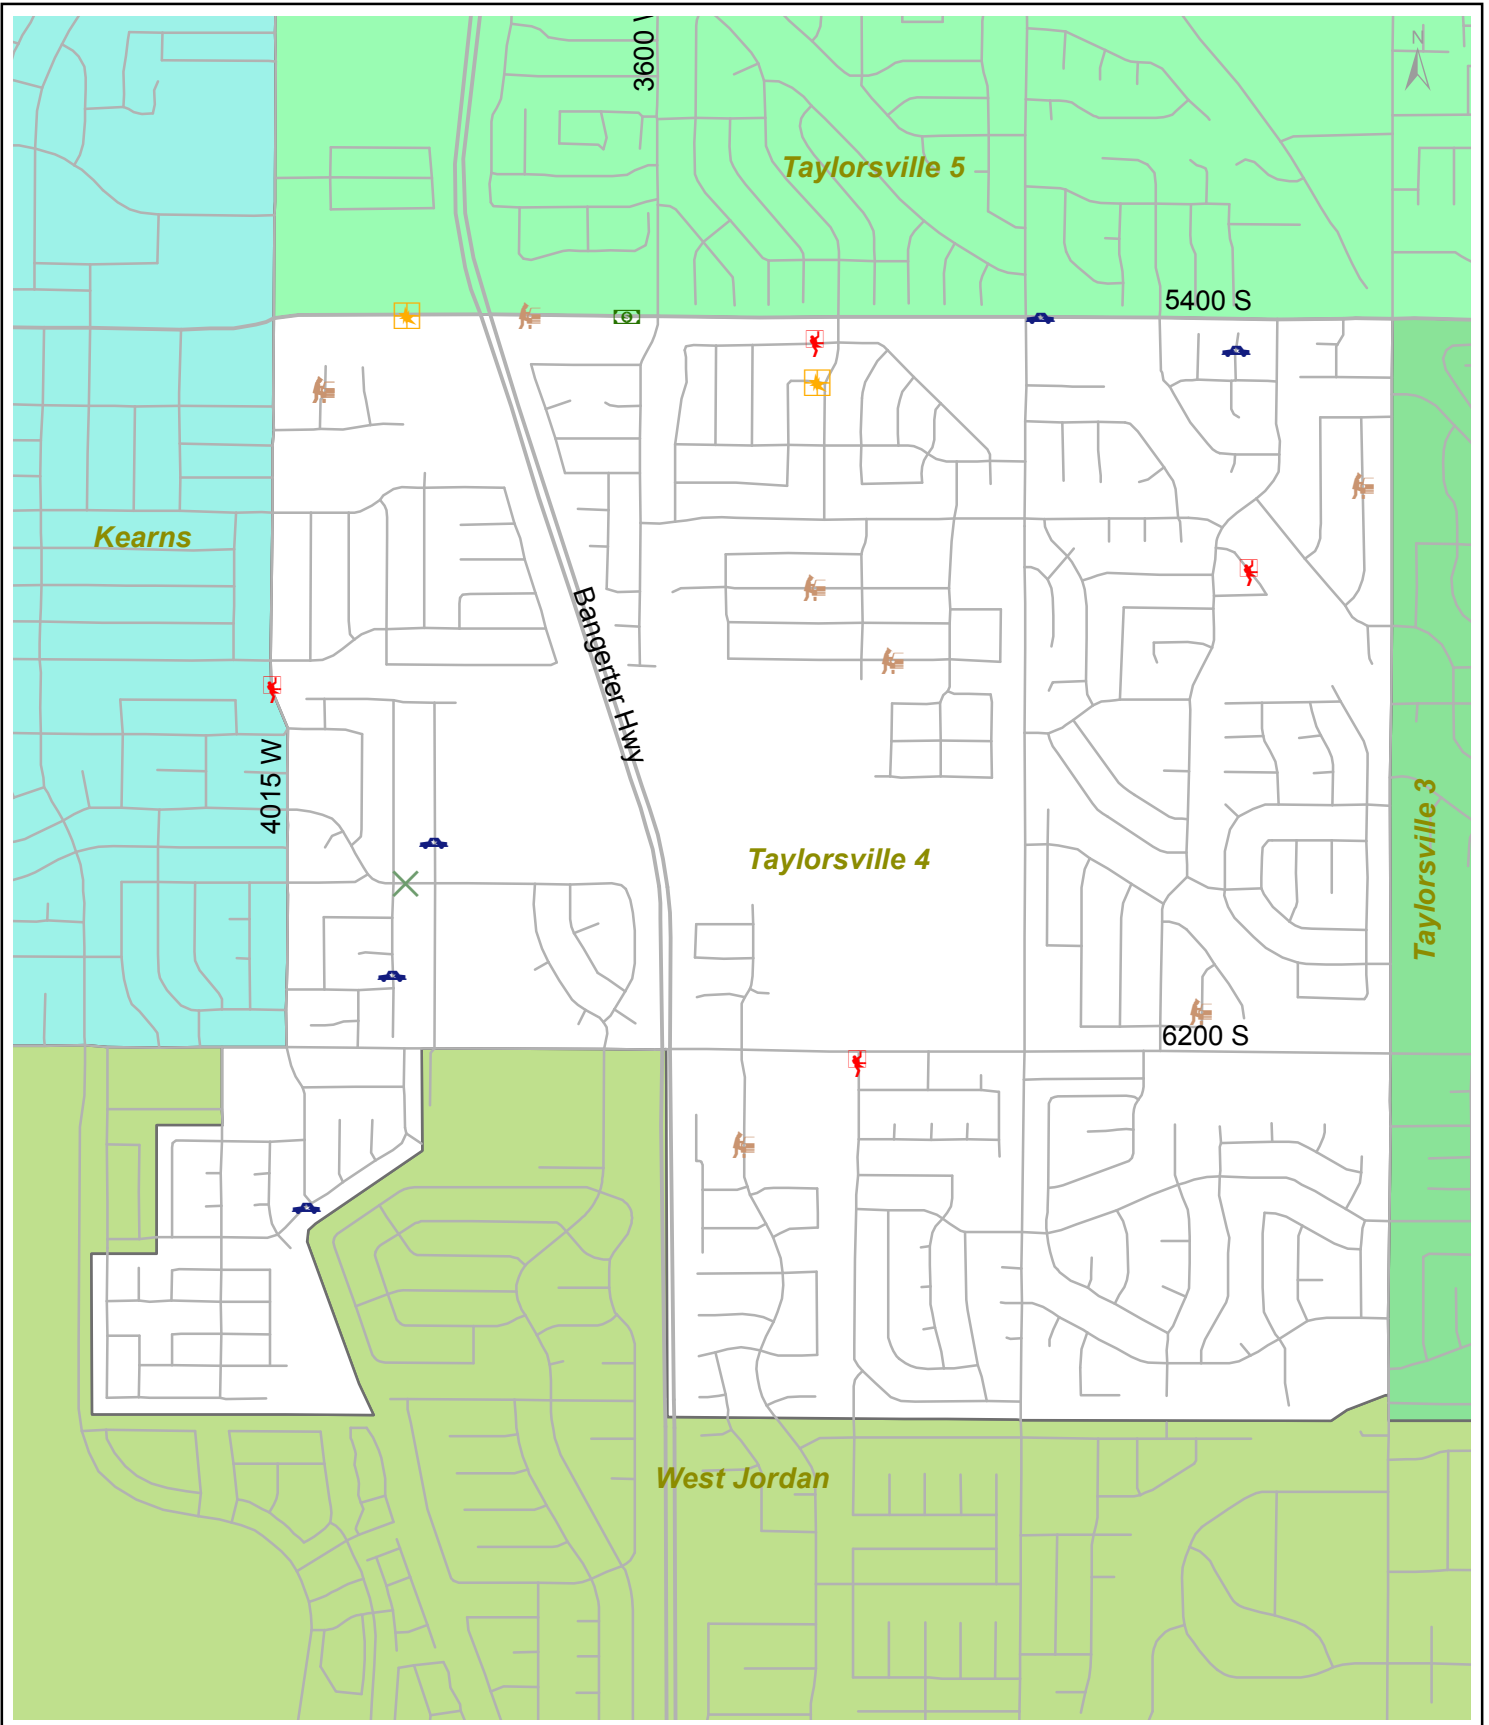 3600 W
N
Taylorsville 5
5400 S
Kearns
Bangerter Hwy
4015 W
Taylorsville 4
Taylorsville 3
6200 S
West Jordan